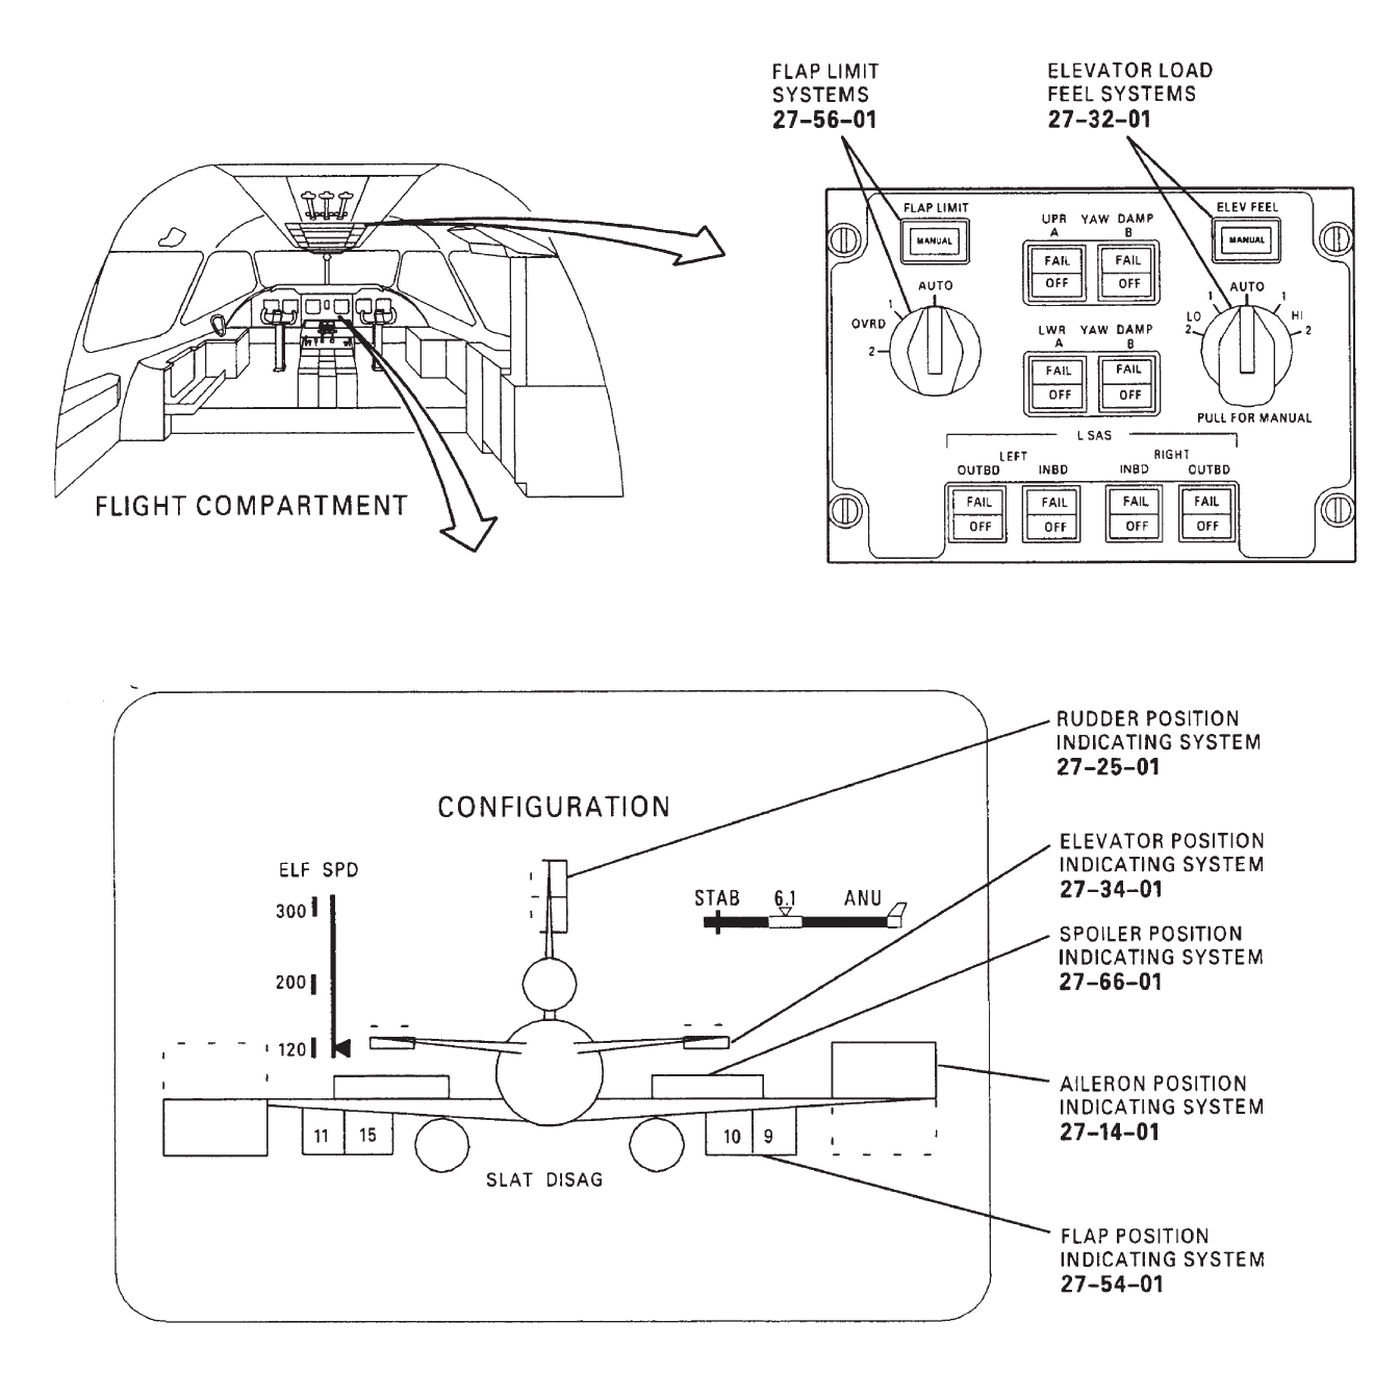 FLAP LIMIT
SYSTEMS
27-56-01
ELEVATOR LOAD
FEEL SYSTEMS
27-32-01
FLAP LIMIT
MANUAL
UPR YAW DAMP
A B
FAIL FAIL
OFF OFF
ELEV FEEL
MANUAL
AUTO
1
OVRD
2
LWR YAW DAMP
A B
FAIL FAIL
OFF OFF
AUTO
1 1
LO HI
2 2
PULL FOR MANUAL
LSAS
LEFT RIGHT
OUTBD INBD INBD OUTBD
FAIL FAIL FAIL FAIL
OFF OFF OFF OFF
FLIGHT COMPARTMENT
CONFIGURATION
ELF SPD
300
200
120
STAB 6.1 ANU
11 15
10 9
SLAT DISAG
RUDDER POSITION
INDICATING SYSTEM
27-25-01
ELEVATOR POSITION
INDICATING SYSTEM
27-34-01
SPOILER POSITION
INDICATING SYSTEM
27-66-01
AILERON POSITION
INDICATING SYSTEM
27-14-01
FLAP POSITION
INDICATING SYSTEM
27-54-01